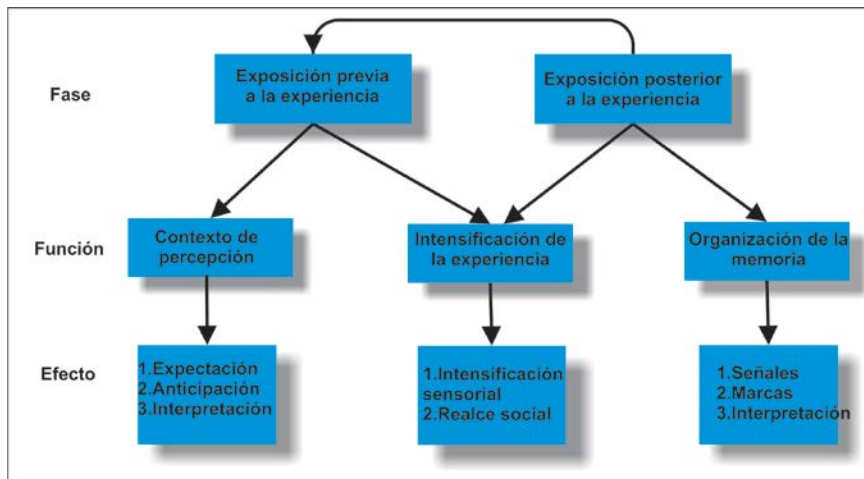 Fase
Exposición previa
a la experiencia
Exposición posterior
a la experiencia
Función
Contexto de
percepción
Intensificación de
la experiencia
Organización de la
memoria
Efecto
1.Expectación
2.Anticipación
3.Interpretación
1.Intensificación
sensorial
2.Realce social
1.Señales
2.Marcas
3.Interpretación